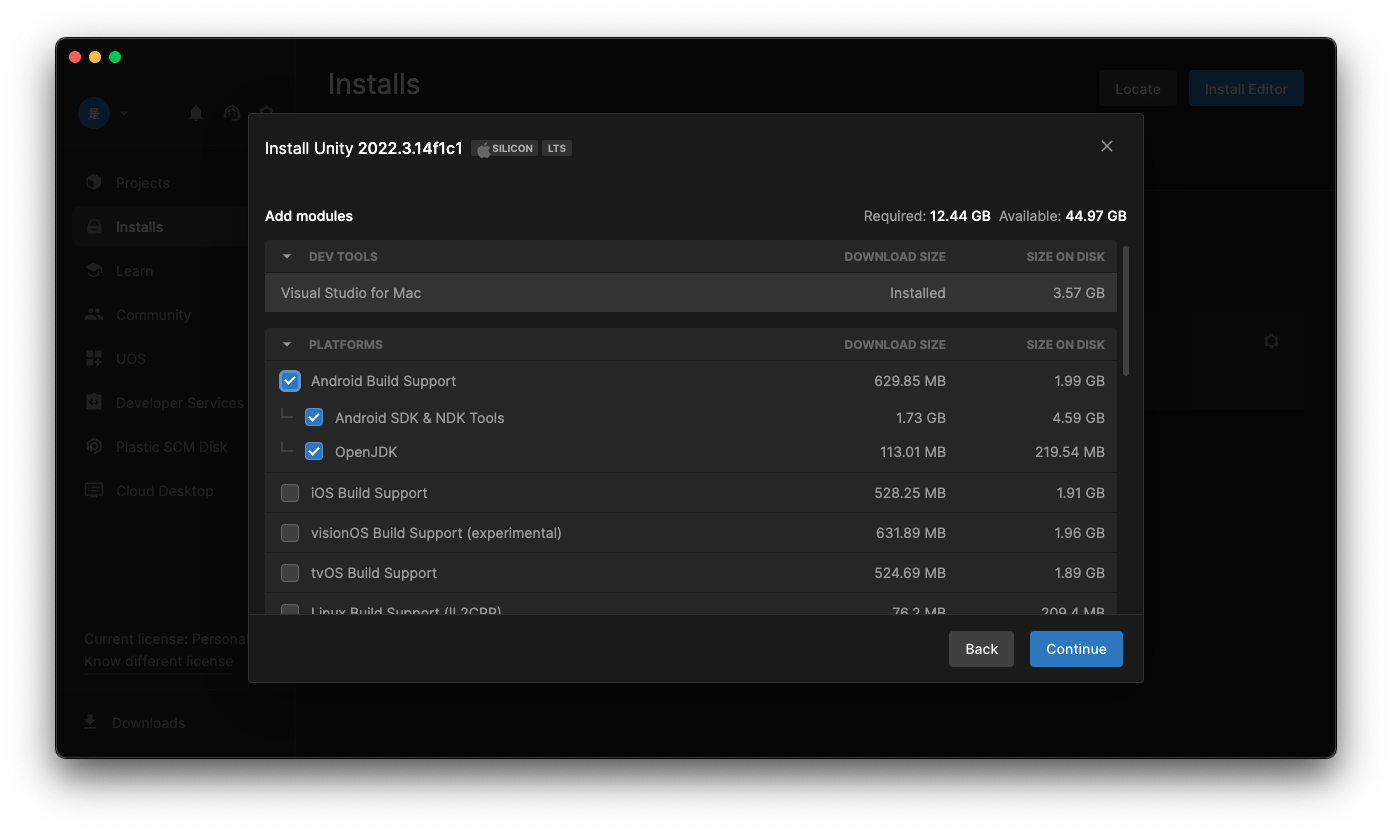 Installs
Locate
Install Editor
是
Install Unity 2022.3.14f1c1 SILICON LTS
Projects
Installs
Learn
Community
UOS
Developer Services
Plastic SCM Disk
Cloud Desktop
Current license: Personal
Know different license
Downloads
Add modules
Required: 12.44 GB Available: 44.97 GB
DEV TOOLS DOWNLOAD SIZE SIZE ON DISK
Visual Studio for Mac Installed 3.57 GB
PLATFORMS DOWNLOAD SIZE SIZE ON DISK
Android Build Support 629.85 MB 1.99 GB
Android SDK & NDK Tools 1.73 GB 4.59 GB
OpenJDK 113.01 MB 219.54 MB
iOS Build Support 528.25 MB 1.91 GB
visionOS Build Support (experimental) 631.89 MB 1.96 GB
tvOS Build Support 524.69 MB 1.89 GB
Linux Build Support (IL2CPP) 76.2 MB 209.4 MB
Back
Continue